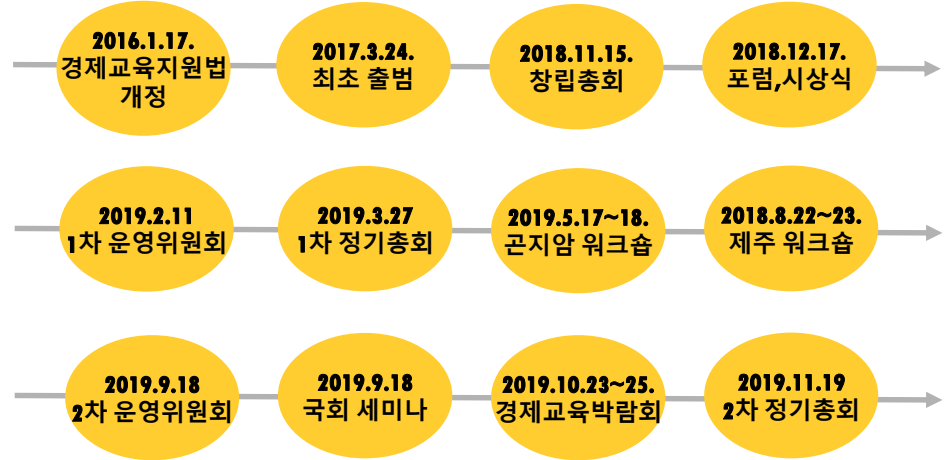 2016.1.17.
경제교육지원법
개정
2017.3.24.
최초 출범
2018.11.15.
창립총회
2018.12.17.
포럼,시상식
2019.2.11
1차 운영위원회
2019.3.27
1차 정기총회
2019.5.17~18.
곤지암 워크숍
2018.8.22~23.
제주 워크숍
2019.9.18
2차 운영위원회
2019.9.18
국회 세미나
2019.10.23~25.
경제교육박람회
2019.11.19
2차 정기총회